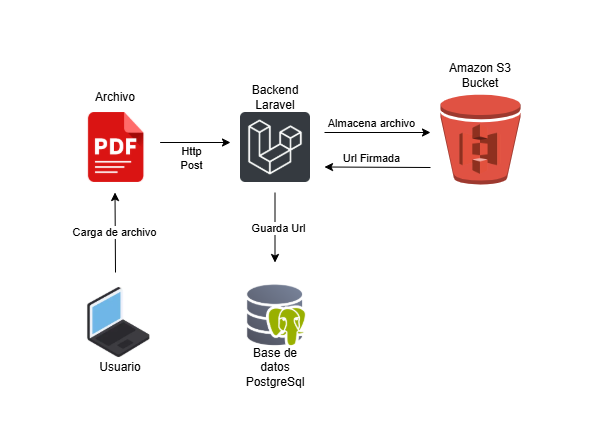 Amazon S3
Bucket
Backend
Laravel
Archivo
PDF
Http
Post
Almacena archivo
Url Firmada
Carga de archivo
Guarda Url
Usuario
Base de
datos
PostgreSql